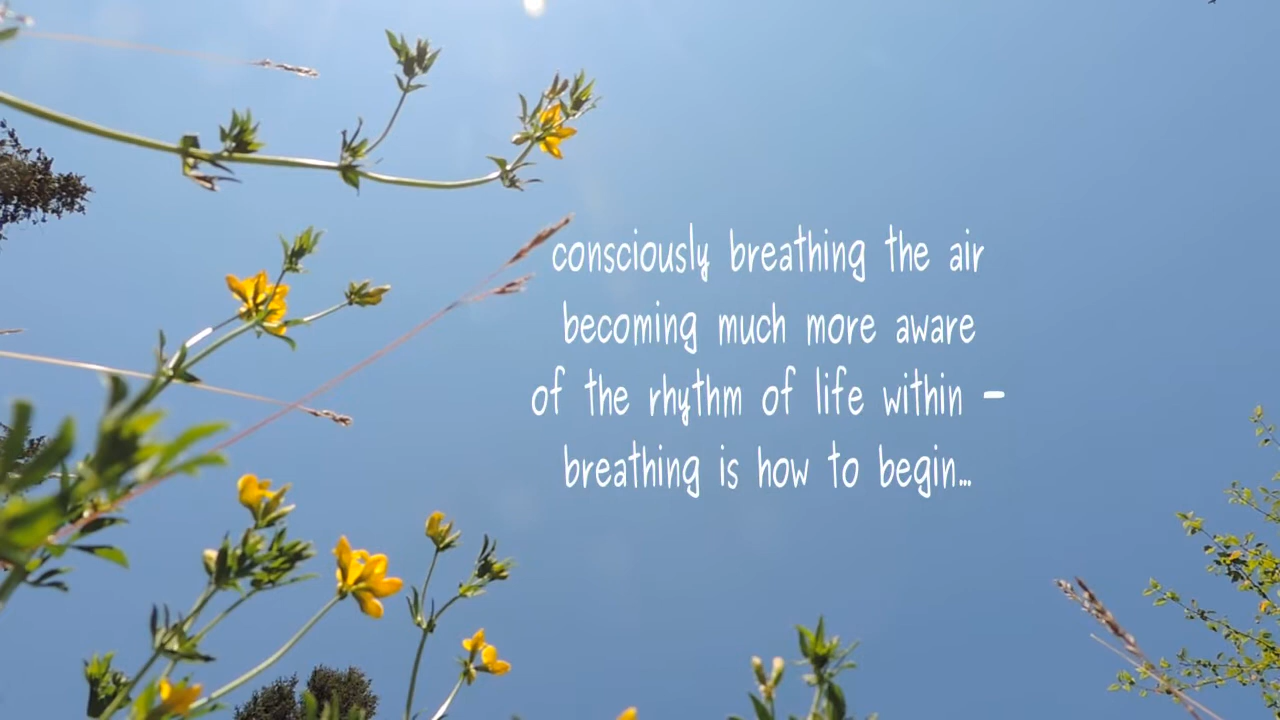 consciously breathing the air
becoming much more aware
of the rhythm of life within –
breathing is how to begin...